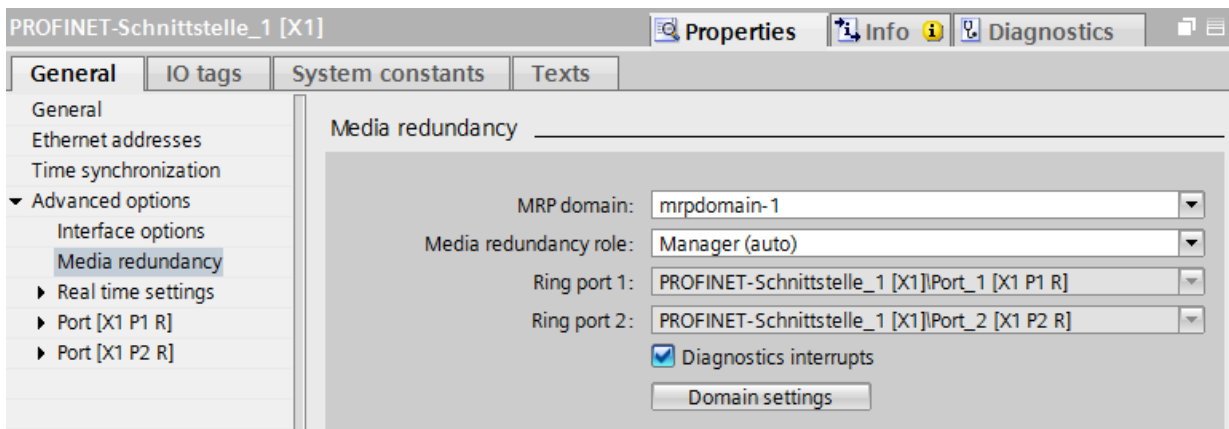 PROFINET-Schnittstelle_1 [X1] Properties Info Diagnostics
General IO tags System constants Texts
General
Ethernet addresses
Time synchronization
Advanced options
Interface options
Media redundancy
Real time settings
Port [X1 P1 R]
Port [X1 P2 R]
Media redundancy
MRP domain: mrpdomain-1
Media redundancy role: Manager (auto)
Ring port 1: PROFINET-Schnittstelle_1 [X1]\Port_1 [X1 P1 R]
Ring port 2: PROFINET-Schnittstelle_1 [X1]\Port_2 [X1 P2 R]
Diagnostics interrupts
Domain settings